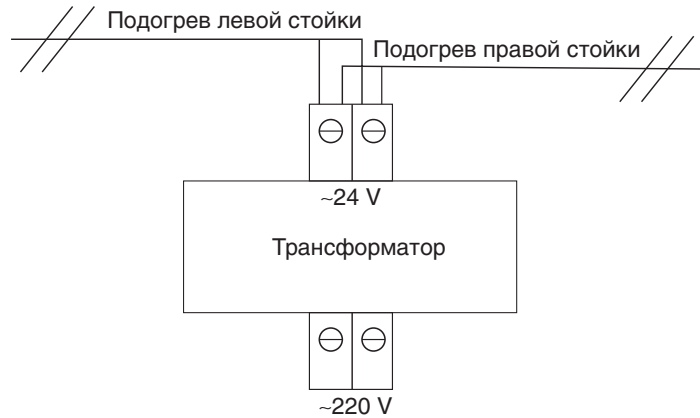 Подогрев левой стойки
Подогрев правой стойки
~24 V
Трансформатор
~220 V